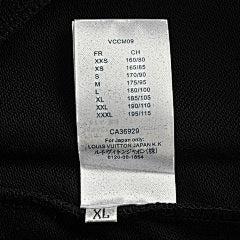 VCCM09
FR CH
XXS 160/80
XS 165/85
S 170/90
M 175/95
L 180/100
XL 185/105
XXL 190/110
XXXL 195/115
CA36929
For Japan only:
LOUIS VUITTON JAPAN K.K
ルイ・ヴィトンジャパン(株)
0120-00-1854
XL